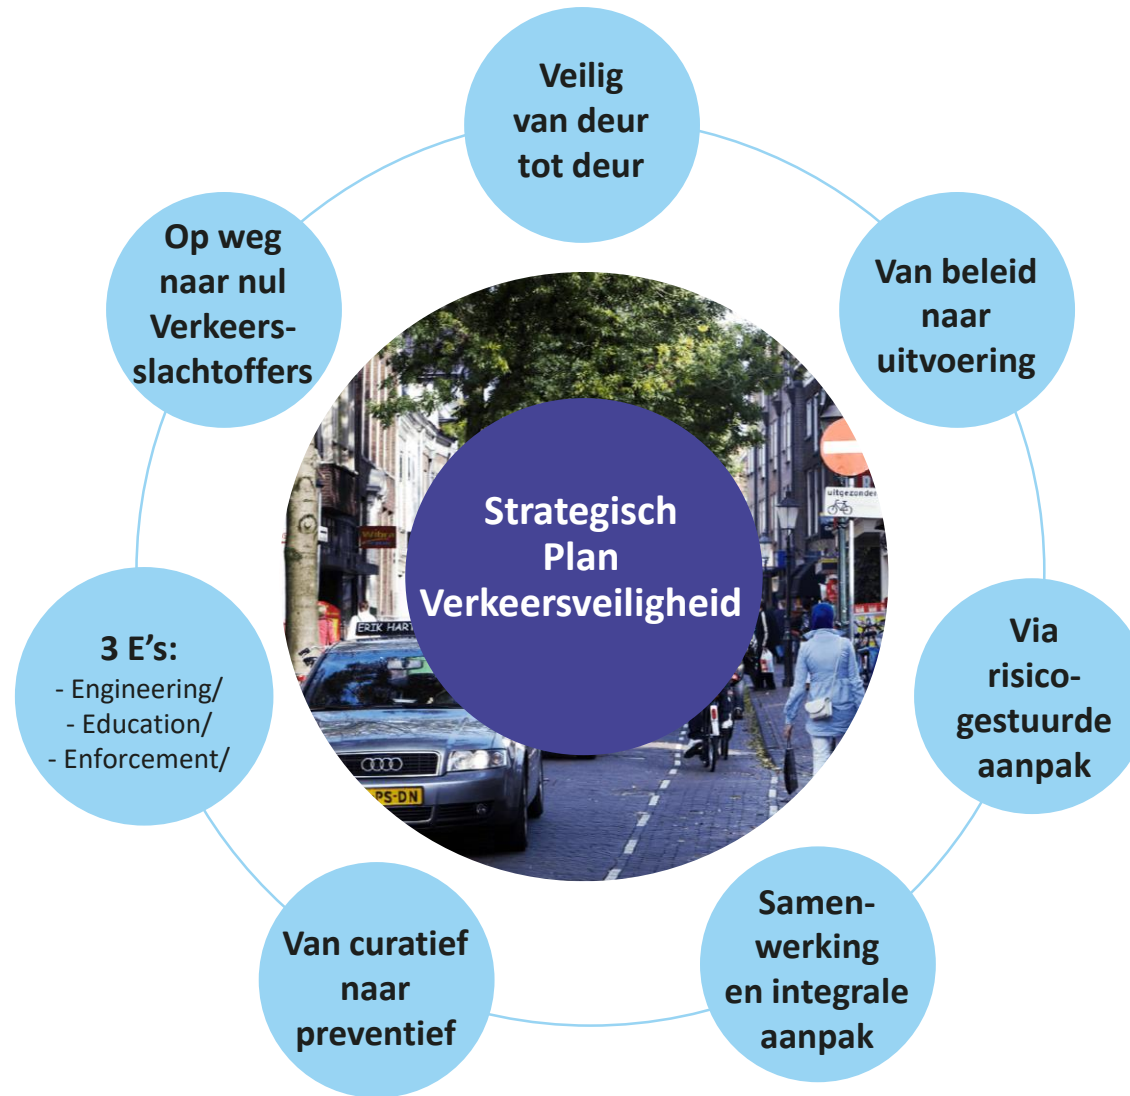 Veilig
van deur
tot deur
Van beleid
naar
uitvoering
Via
risico-
gestuurde
aanpak
Samen-
werking
en integrale
aanpak
Van curatief
naar
preventief
3 E's:
- Engineering/
- Education/
- Enforcement/
Op weg
naar nul
Verkeers-
slachtoffers
Strategisch
Plan
Verkeersveiligheid
uitgezonder
ERIK HAR
PS-DN